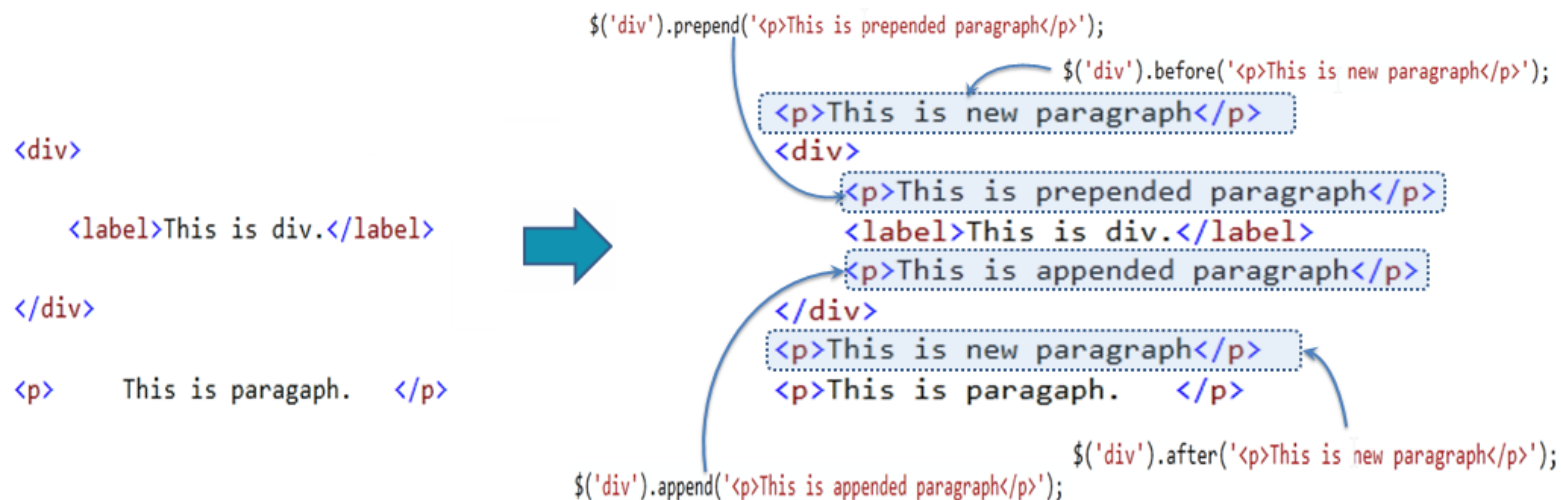 <div>
<label>This is div.</label>
</div>
<p> This is paragaph. </p>
$('div').prepend('<p>This is prepended paragraph</p>');
$('div').before('<p>This is new paragraph</p>');
<p>This is new paragraph</p>
<div>
<p>This is prepended paragraph</p>
<label>This is div.</label>
<p>This is appended paragraph</p>
</div>
<p>This is new paragraph</p>
<p>This is paragaph. </p>
$('div').after('<p>This is new paragraph</p>');
$('div').append('<p>This is appended paragraph</p>');